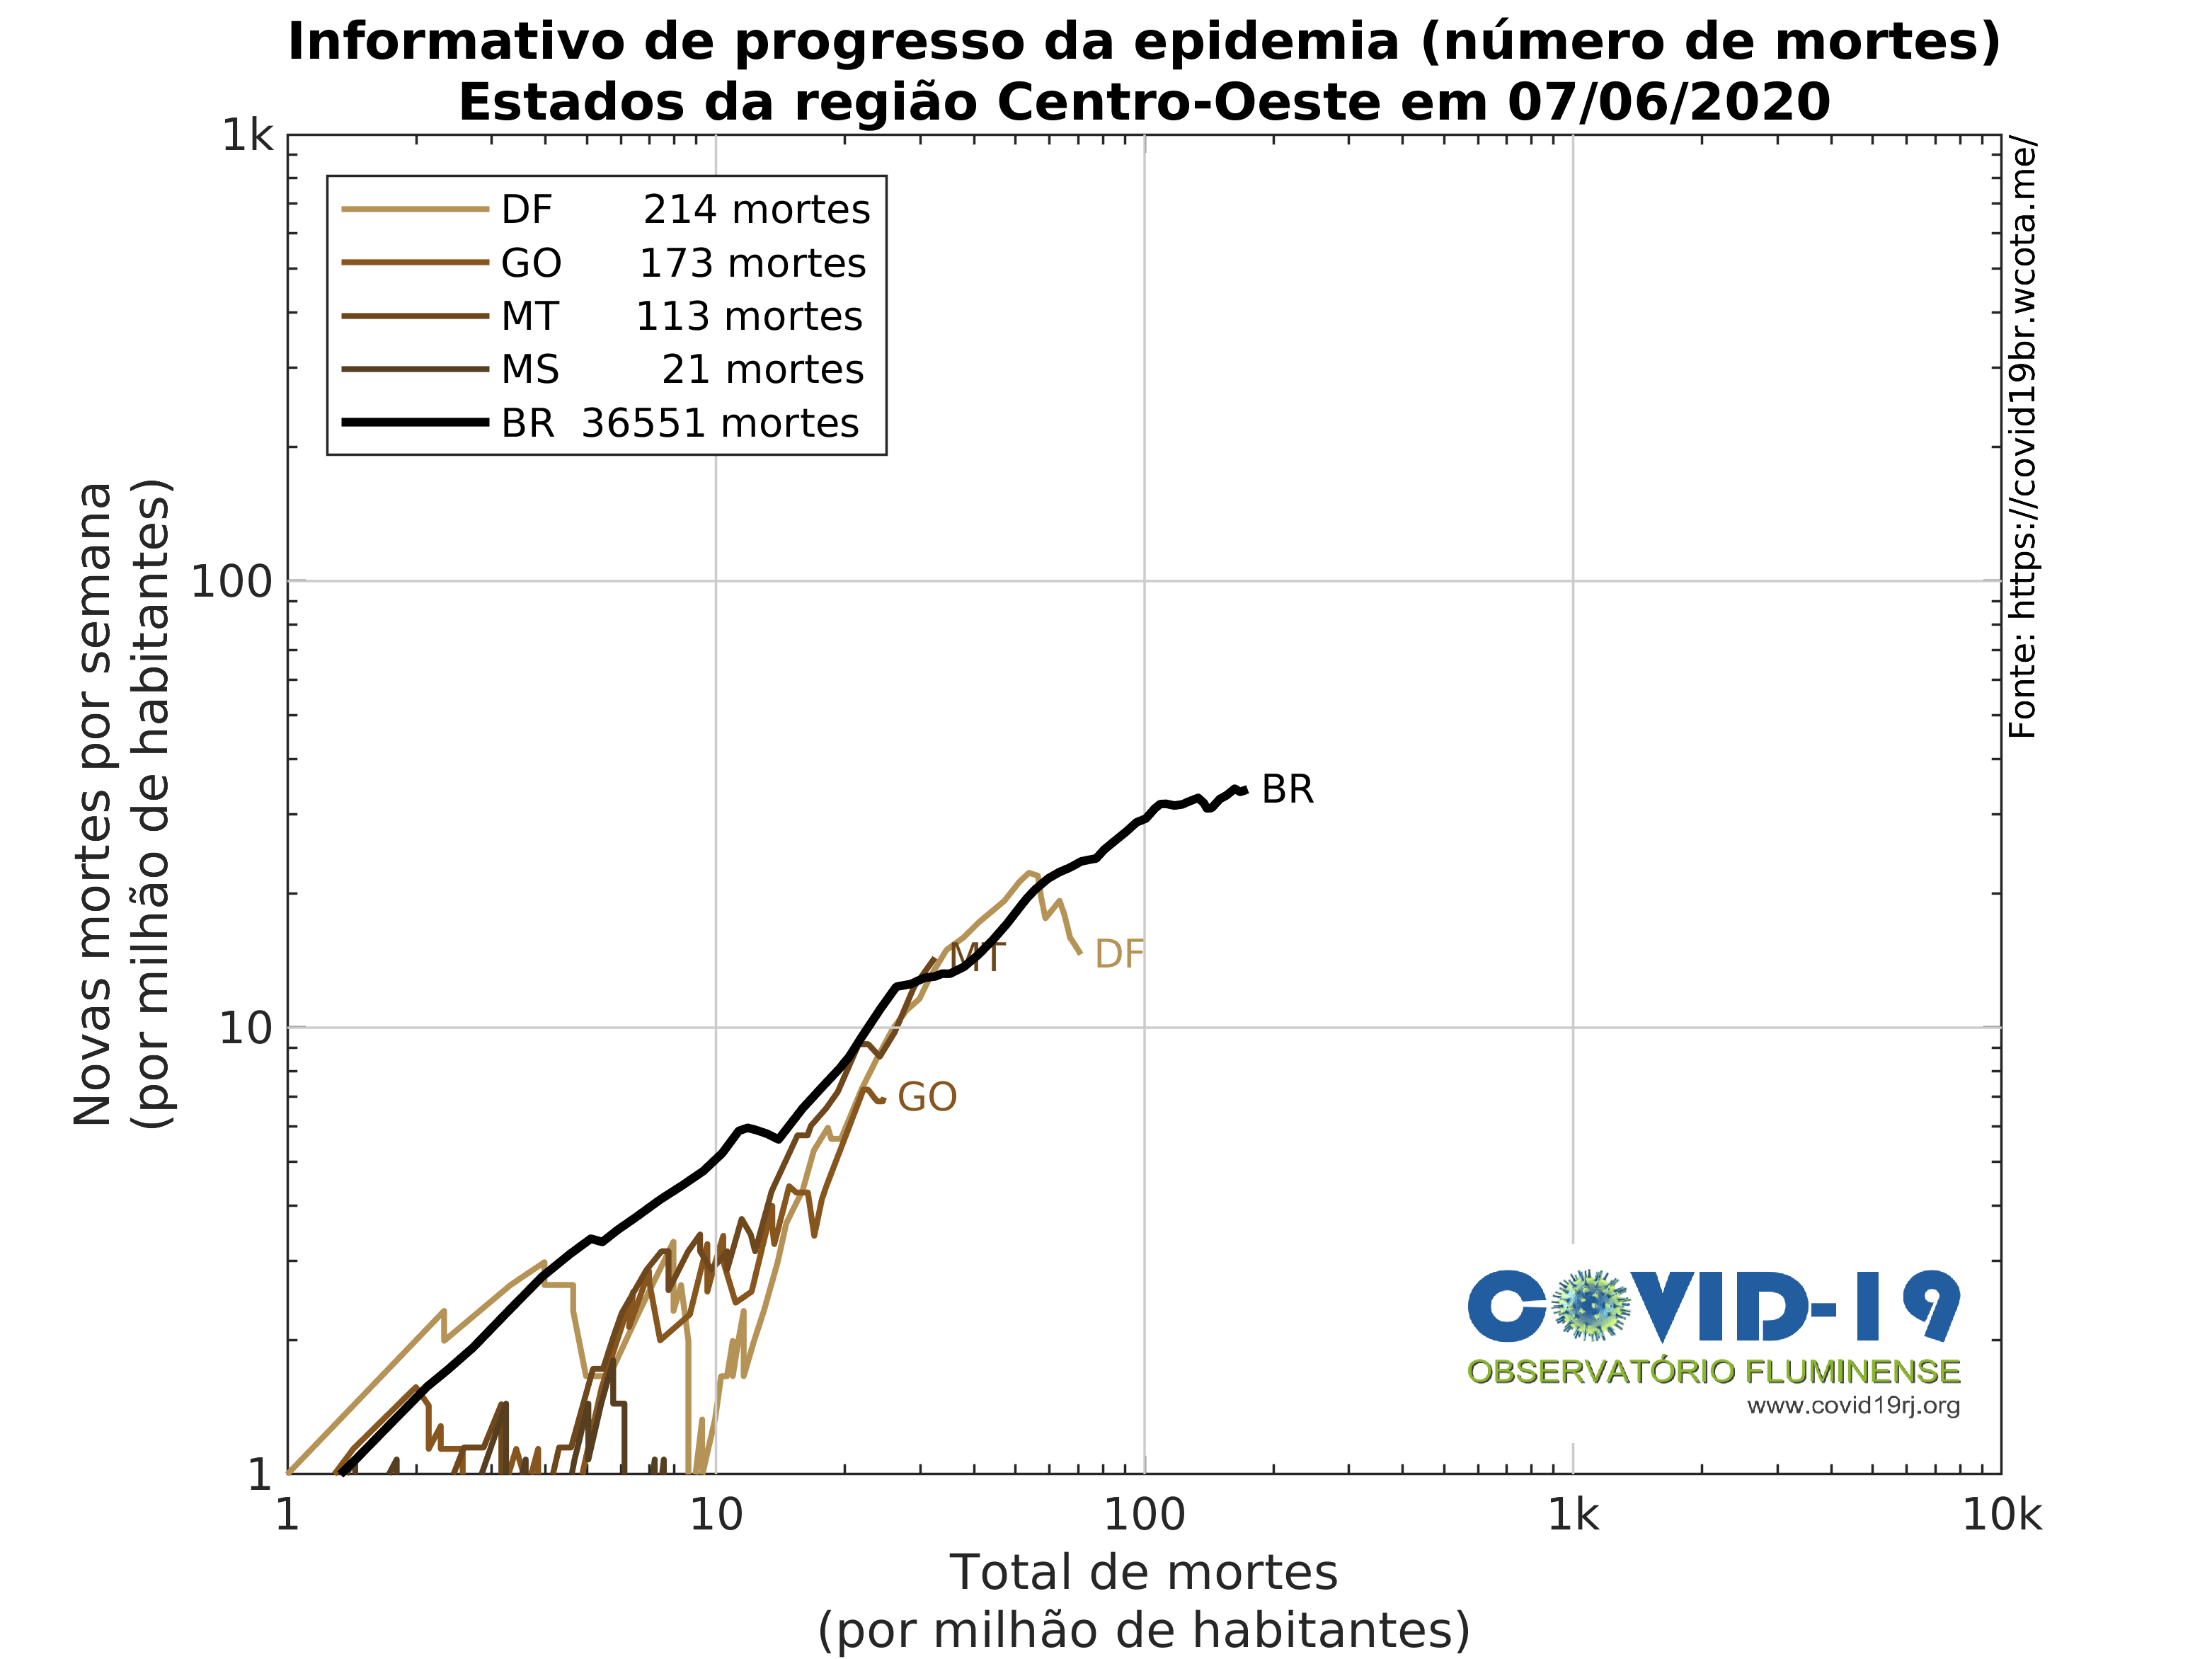 Informativo de progresso da epidemia (número de mortes)
Estados da região Centro-Oeste em 07/06/2020
1k
100
10
1
Novas mortes por semana
(por milhão de habitantes)
DF 214 mortes
GO 173 mortes
MT 113 mortes
MS 21 mortes
BR 36551 mortes
BR
DF
MT
GO
Fonte: https://covid19br.wcota.me/
COVID-19
OBSERVATÓRIO FLUMINENSE
www.covid19rj.org
1
10
100
1k
10k
Total de mortes
(por milhão de habitantes)